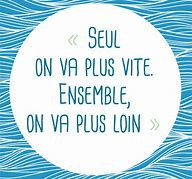 « Seul
on va plus vite.
Ensemble,
on va plus loin »